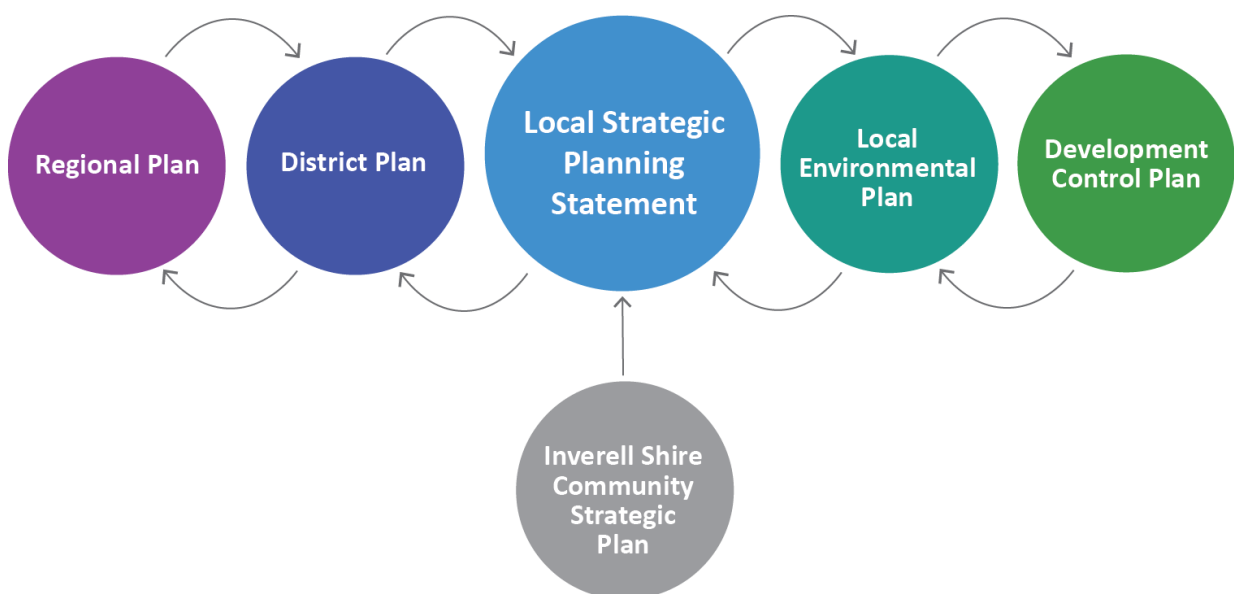 Regional Plan
District Plan
Local Strategic
Planning
Statement
Local
Environmental
Plan
Development
Control Plan
Inverell Shire
Community
Strategic
Plan